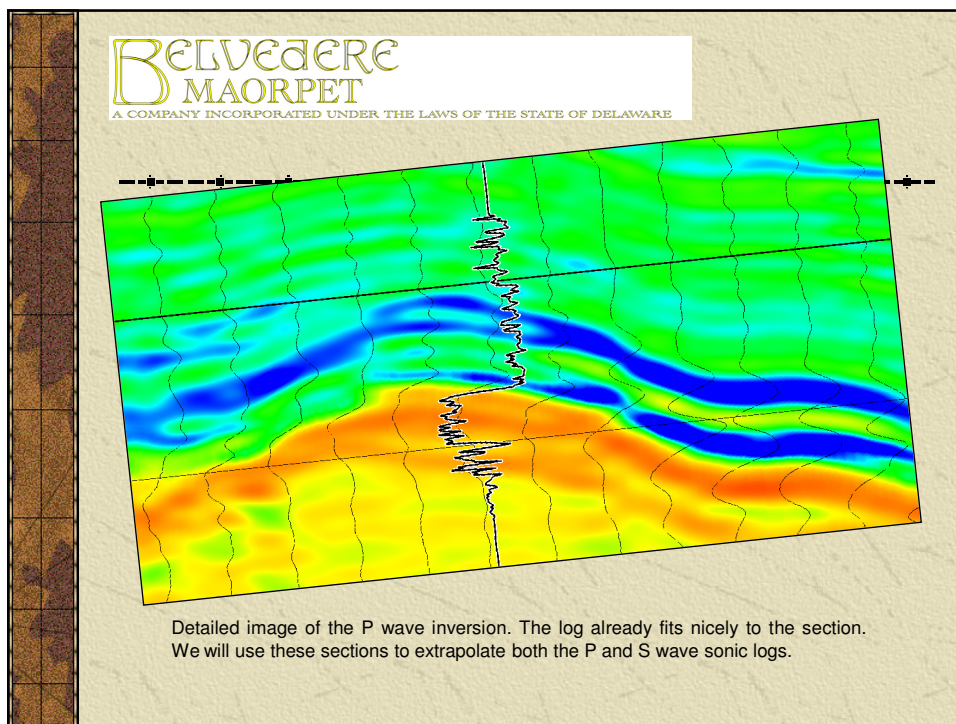 BELVEDERE
MAORPET
A COMPANY INCORPORATED UNDER THE LAWS OF THE STATE OF DELAWARE
Detailed image of the P wave inversion. The log already fits nicely to the section.
We will use these sections to extrapolate both the P and S wave sonic logs.